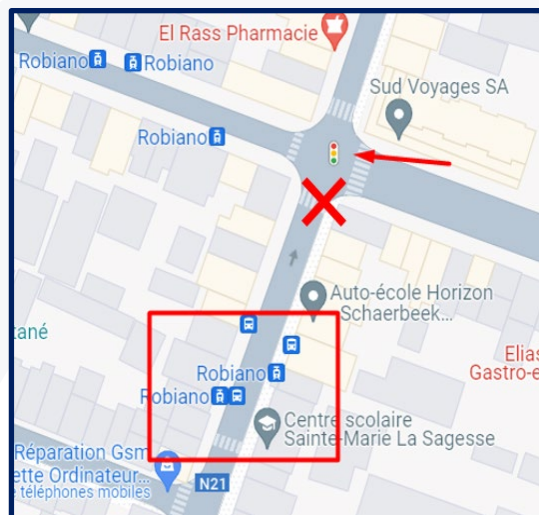 El Rass Pharmacie
Robiano
Robiano
Sud Voyages SA
Robiano
Auto-école Horizon
Schaerbeek...
tané
Elias
Gastro-e
Robiano
Robiano
Centre scolaire
Sainte-Marie La Sagesse
Réparation Gsm
ette Ordinateur...
téléphones mobiles
N21